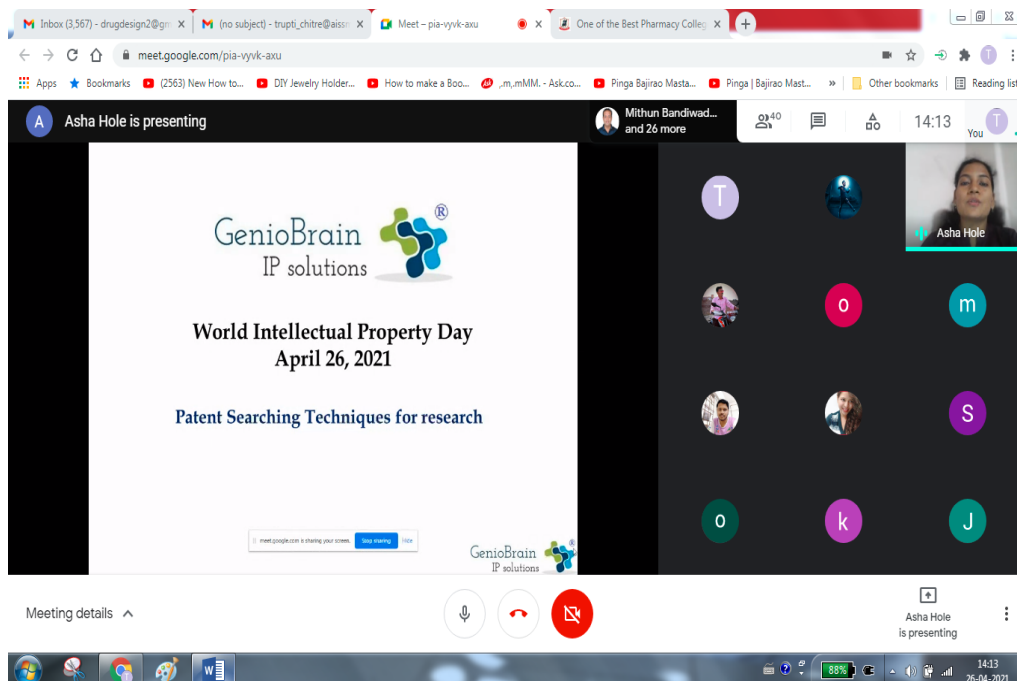 Inbox (3,567) - drugdesign2@gm
(no subject) - trupti_chitre@aissm
Meet – pia-vyvk-axu
One of the Best Pharmacy Colleg
meet.google.com/pia-vyvk-axu
T
Apps
Bookmarks
(2563) New How to...
DIY Jewelry Holder...
How to make a Boo...
,m,mMM. - Ask.co...
Pinga Bajirao Masta...
Pinga | Bajirao Mast...
»
Other bookmarks
Reading list
A
Asha Hole is presenting
Mithun Bandiwad...
and 26 more
40
14:13
You
T
GenioBrain ®
IP solutions
World Intellectual Property Day
April 26, 2021
Patent Searching Techniques for research
meet.google.com is sharing your screen.
Stop sharing
Hide
GenioBrain ®
IP solutions
T
Asha Hole
o
m
S
o
k
J
Meeting details
Asha Hole
is presenting
W
88%
14:13
26-04-2021